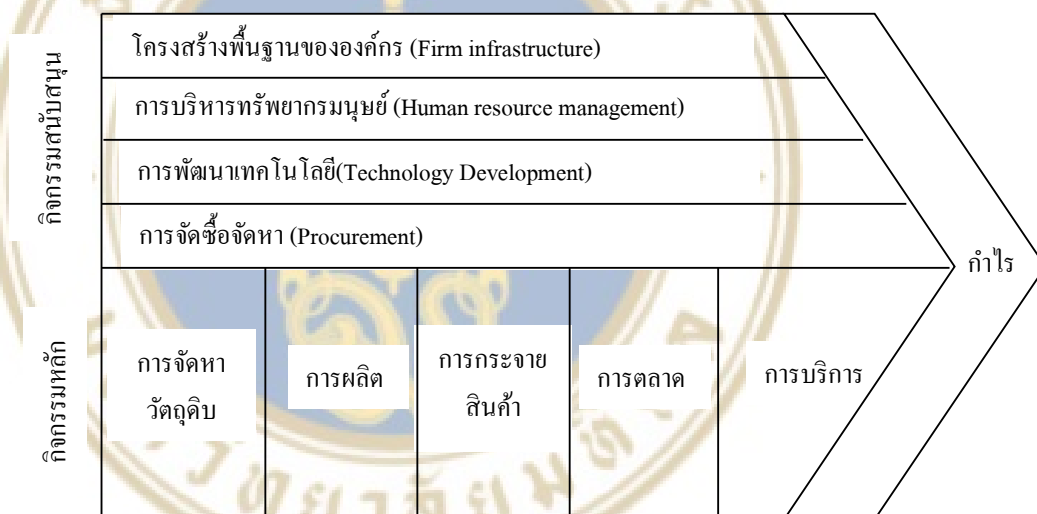 กิจกรรมสนับสนุน
โครงสร้างพื้นฐานขององค์กร (Firm infrastructure)
การบริหารทรัพยากรมนุษย์ (Human resource management)
การพัฒนาเทคโนโลยี(Technology Development)
การจัดซื้อจัดหา (Procurement)
กำไร
กิจกรรมหลัก
การจัดหา
วัตถุดิบ
การผลิต
การกระจาย
สินค้า
การตลาด
การบริการ